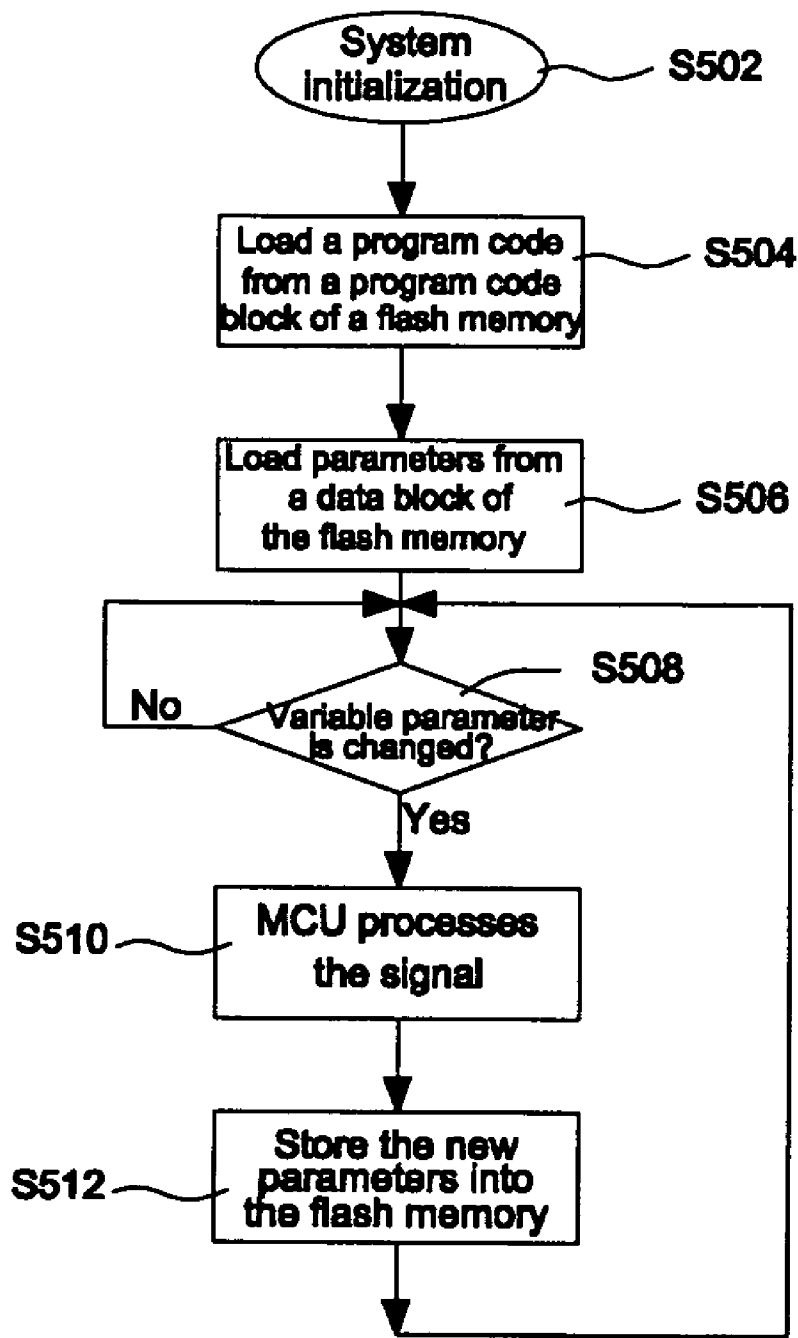 System
initialization
S502
Load a program code
from a program code
block of a flash memory
S504
Load parameters from
a data block of
the flash memory
S506
S508
No
Variable parameter
is changed?
Yes
S510
MCU processes
the signal
S512
Store the new
parameters into
the flash memory